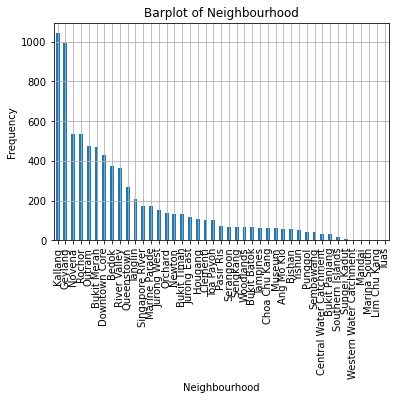 Barplot of Neighbourhood
Frequency
1000
800
600
400
200
0
Kallang
Geylang
Novena
Rochor
Outram
Bukit Merah
Downtown Core
Bedok
River Valley
Queenstown
Tanglin
Singapore River
Marine Parade
Jurong West
Orchard
Newton
Bukit Timah
Jurong East
Hougang
Clementi
Toa Payoh
Pasir Ris
Serangoon
Sengkang
Woodlands
Bukit Batok
Tampines
Choa Chu Kang
Museum
Ang Mo Kio
Bishan
Yishun
Punggol
Sembawang
Central Water Catchment
Bukit Panjang
Southern Islands
Sungei Kadut
Western Water Catchment
Mandai
Marina South
Lim Chu Kang
Tuas
Neighbourhood